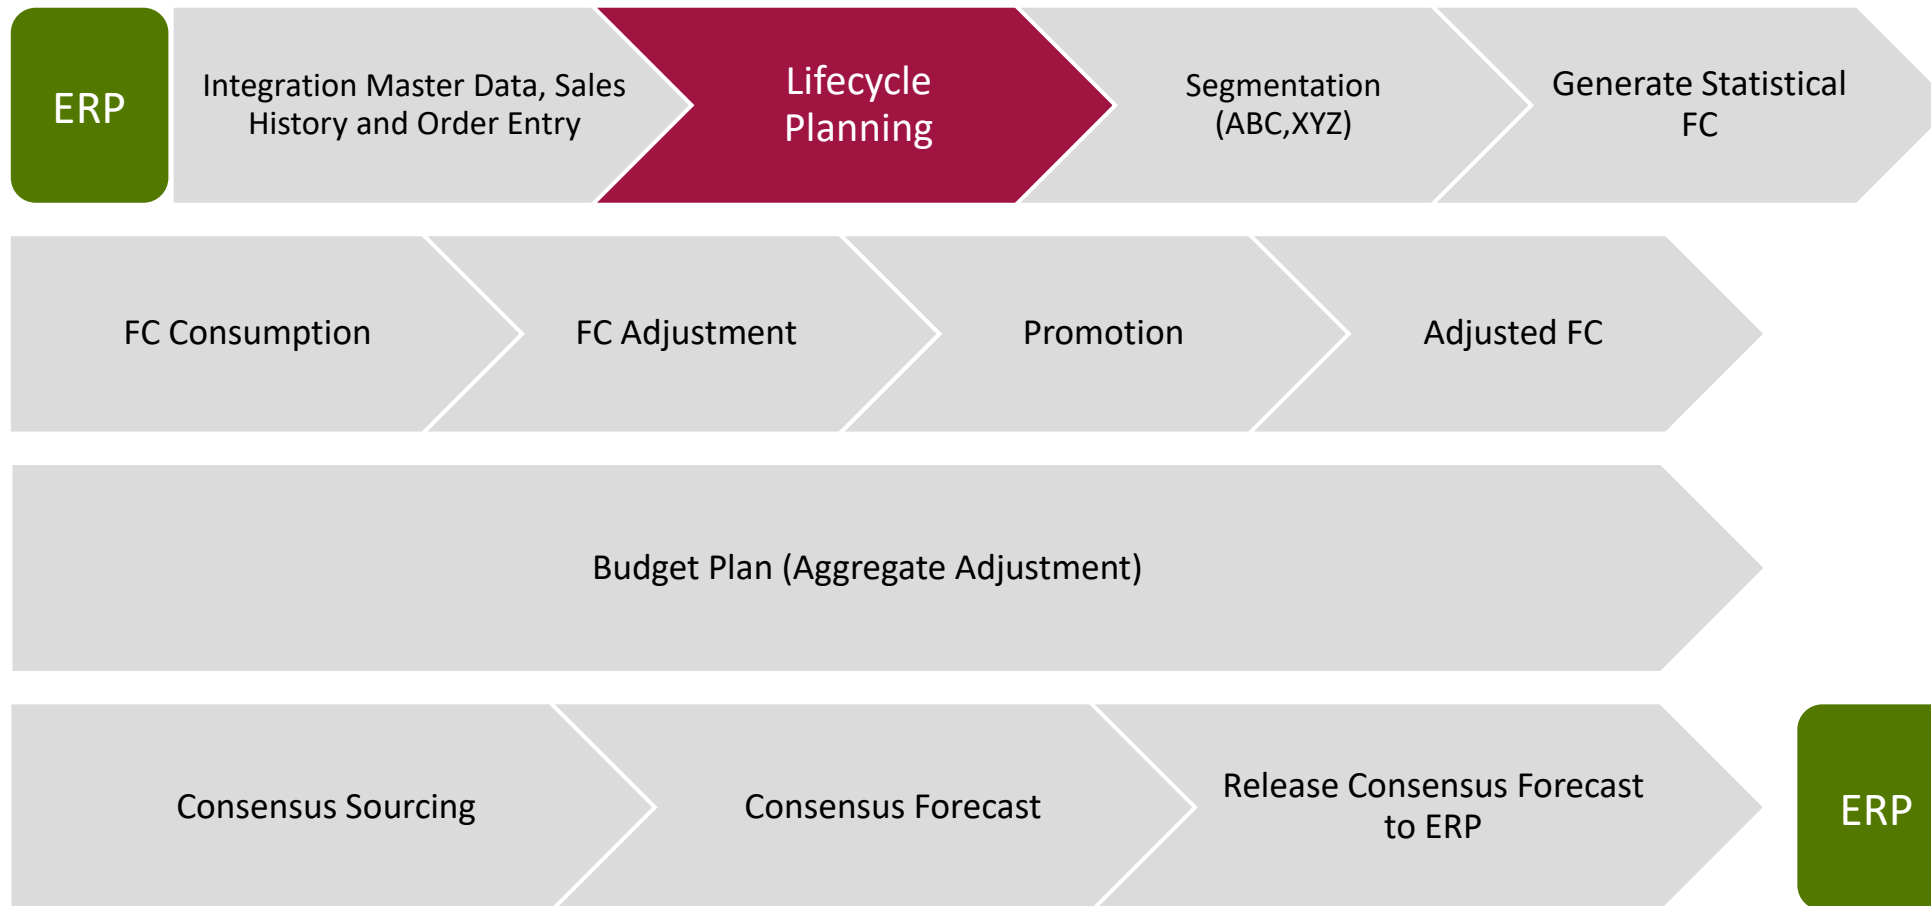 ERP
Integration Master Data, Sales
History and Order Entry
Lifecycle
Planning
Segmentation
(ABC,XYZ)
Generate Statistical
FC
FC Consumption
FC Adjustment
Promotion
Adjusted FC
Budget Plan (Aggregate Adjustment)
Consensus Sourcing
Consensus Forecast
Release Consensus Forecast
to ERP
ERP